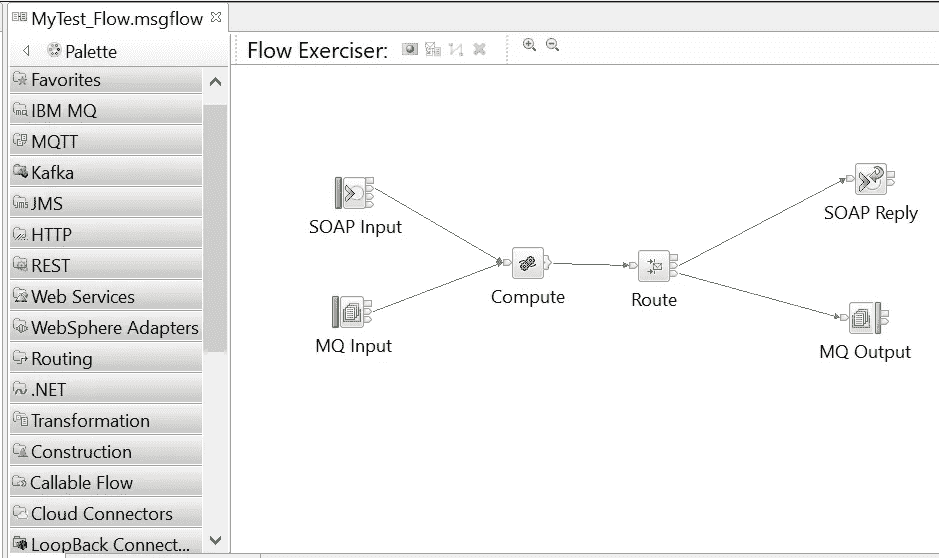 MyTest_Flow.msgflow
Palette
Favorites
IBM MQ
MQTT
Kafka
JMS
HTTP
REST
Web Services
WebSphere Adapters
Routing
.NET
Transformation
Construction
Callable Flow
Cloud Connectors
LoopBack Connect...
Flow Exerciser:
SOAP Input
MQ Input
Compute
Route
SOAP Reply
MQ Output